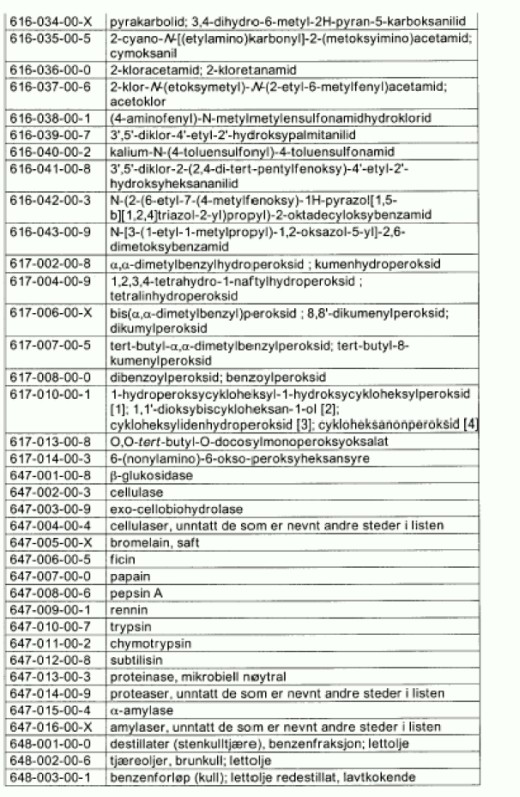 616-034-00-X pyrakarbolid; 3,4-dihydro-6-metyl-2H-pyran-5-karboksanilid
616-035-00-5 2-cyano-N-[(etylamino)karbonyl]-2-(metoksyimino)acetamid;
cymoksanil
616-036-00-0 2-kloracetamid; 2-kloretanamid
616-037-00-6 2-klor-N-(etoksymetyl)-N-(2-etyl-6-metylfenyl)acetamid;
acetoklor
616-038-00-1 (4-aminofenyl)-N-metylmetylensulfonamidhydroklorid
616-039-00-7 3',5'-diklor-4'-etyl-2'-hydroksypalmitanilid
616-040-00-2 kalium-N-(4-toluensulfonyl)-4-toluensulfonamid
616-041-00-8 3',5'-diklor-2-(2,4-di-tert-pentylfenoksy)-4'-etyl-2'-
hydroksyheksananilid
616-042-00-3 N-(2-(6-etyl-7-(4-metylfenoksy)-1H-pyrazol[1,5-
b][1,2,4]triazol-2-yl)propyl)-2-oktadecyloksybenzamid
616-043-00-9 N-[3-(1-etyl-1-metylpropyl)-1,2-oksazol-5-yl]-2,6-
dimetoksybenzamid
617-002-00-8 α,α-dimetylbenzylhydroperoksid ; kumenhydroperoksid
617-004-00-9 1,2,3,4-tetrahydro-1-naftylhydroperoksid ;
tetralinhydroperoksid
617-006-00-X bis(α,α-dimetylbenzyl)peroksid ; 8,8'-dikumenylperoksid;
dikumylperoksid
617-007-00-5 tert-butyl-α,α-dimetylbenzylperoksid; tert-butyl-8-
kumenylperoksid
617-008-00-0 dibenzoylperoksid; benzoylperoksid
617-010-00-1 1-hydroperoksycykloheksyl-1-hydroksycykloheksylperoksid
[1]; 1,1'-dioksybiscykloheksan-1-ol [2];
cykloheksylidenhydroperoksid [3]; cykloheksanonperoksid [4]
617-013-00-8 O,O-tert-butyl-O-docosylmonoperoksyoksalat
617-014-00-3 6-(nonylamino)-6-okso-peroksyheksansyre
647-001-00-8 β-glukosidase
647-002-00-3 cellulase
647-003-00-9 exo-cellobiohydrolase
647-004-00-4 cellulaser, unntatt de som er nevnt andre steder i listen
647-005-00-X bromelain, saft
647-006-00-5 ficin
647-007-00-0 papain
647-008-00-6 pepsin A
647-009-00-1 rennin
647-010-00-7 trypsin
647-011-00-2 chymotrypsin
647-012-00-8 subtilisin
647-013-00-3 proteinase, mikrobiell nøytral
647-014-00-9 proteaser, unntatt de som er nevnt andre steder i listen
647-015-00-4 α-amylase
647-016-00-X amylaser, unntatt de som er nevnt andre steder i listen
648-001-00-0 destillater (stenkulltjære), benzenfraksjon; lettolje
648-002-00-6 tjæreoljer, brunkull; lettolje
648-003-00-1 benzenforløp (kull); lettolje redestillat, lavtkokende